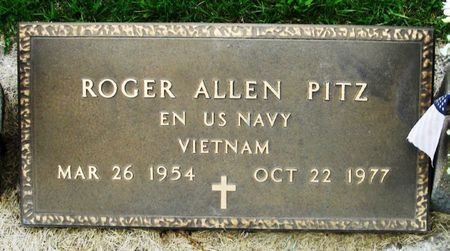 ROGER ALLEN PITZ
EN US NAVY
VIETNAM
MAR 26 1954 OCT 22 1977